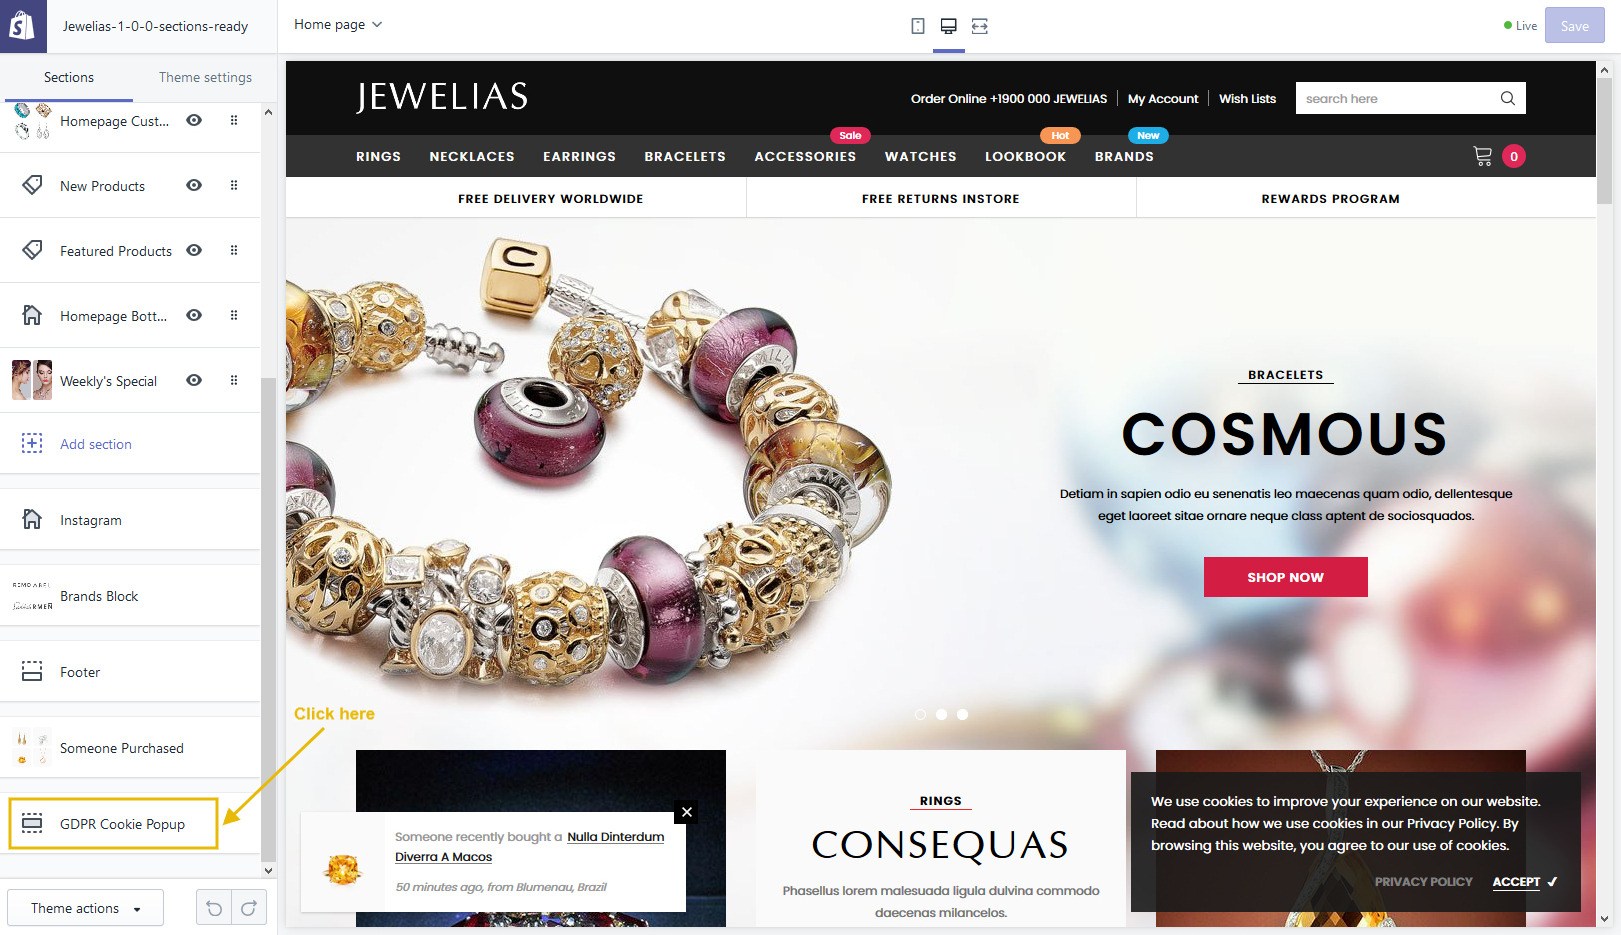 Jewelias-1-0-0-sections-ready
Home page
Live
Save
Sections
Theme settings
Homepage Cust...
New Products
Featured Products
Homepage Bott...
Weekly's Special
Add section
Instagram
Brands Block
Footer
Someone Purchased
GDPR Cookie Popup
Theme actions
Click here
JEWELIAS
Order Online +1900 000 JEWELIAS
My Account
Wish Lists
search here
Sale
Hot
New
RINGS
NECKLACES
EARRINGS
BRACELETS
ACCESSORIES
WATCHES
LOOKBOOK
BRANDS
0
FREE DELIVERY WORLDWIDE
FREE RETURNS INSTORE
REWARDS PROGRAM
BRACELETS
COSMOUS
Detiam in sapien odio eu senenatis leo maecenas quam odio, dellentesque
eget laoreet sitae ornare neque class aptent de sociosquados.
SHOP NOW
Someone recently bought a Nulla Dinterdum
Diverra A Macos
50 minutes ago, from Blumenau, Brazil
RINGS
CONSEQUAS
Phasellus lorem malesuada ligula dulvina commodo
daecenas milancelos.
We use cookies to improve your experience on our website.
Read about how we use cookies in our Privacy Policy. By
browsing this website, you agree to our use of cookies.
PRIVACY POLICY
ACCEPT ✓